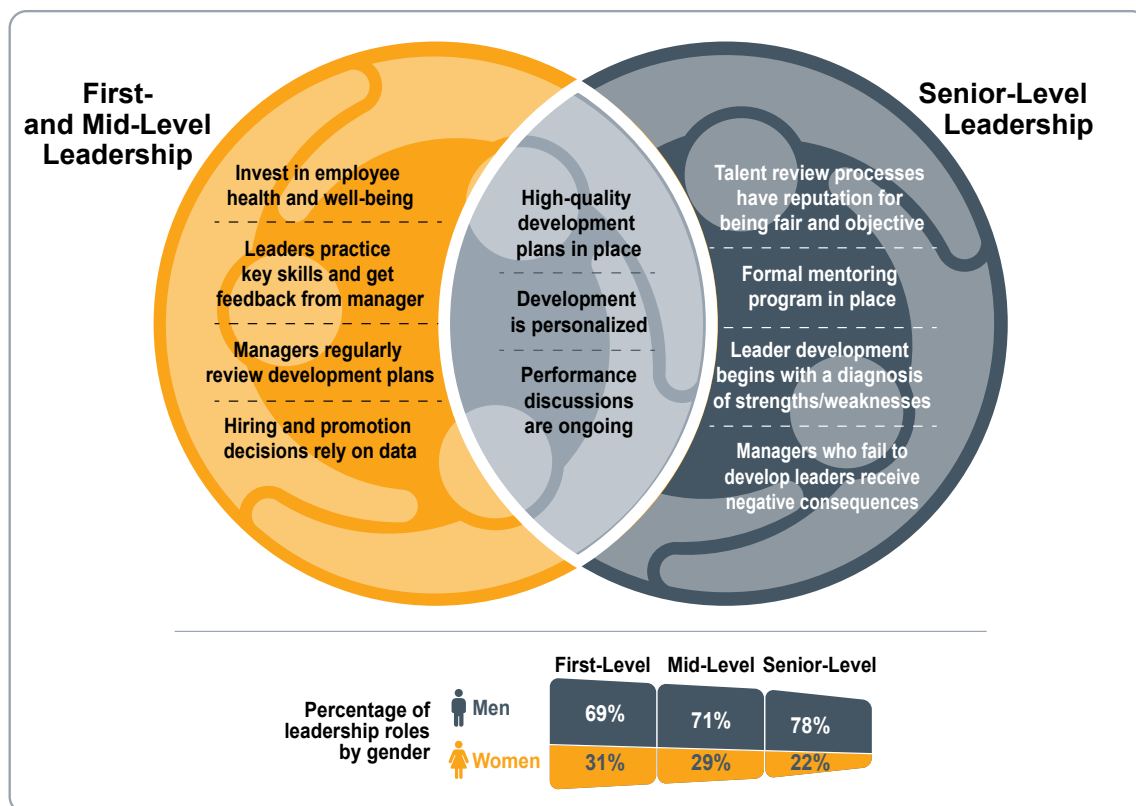 First-
and Mid-Level
Leadership
Invest in employee
health and well-being
Leaders practice
key skills and get
feedback from manager
Managers regularly
review development plans
Hiring and promotion
decisions rely on data
High-quality
development
plans in place
Development
is personalized
Performance
discussions
are ongoing
Senior-Level
Leadership
Talent review processes
have reputation for
being fair and objective
Formal mentoring
program in place
Leader development
begins with a diagnosis
of strengths/weaknesses
Managers who fail to
develop leaders receive
negative consequences
Percentage of
leadership roles
by gender
First-Level Mid-Level Senior-Level
Men 69% 71% 78%
Women 31% 29% 22%